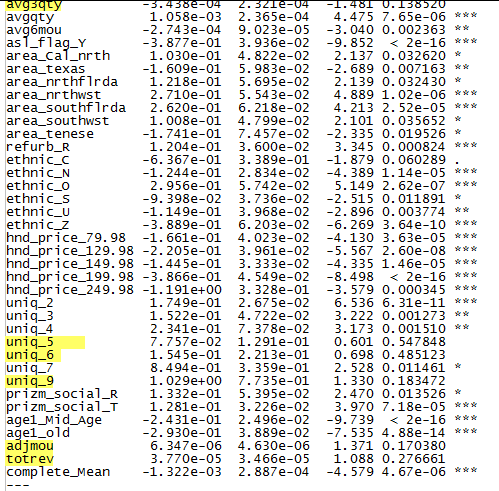 avg3qty -3.438e-04 2.321e-04 -1.481 0.138520
avgqty 1.058e-03 2.365e-04 4.475 7.65e-06 ***
avg6mou -2.743e-04 9.023e-05 -3.040 0.002363 **
asl_flag_Y -3.877e-01 3.936e-02 -9.852 < 2e-16 ***
area_Cal_nrth 1.030e-01 4.822e-02 2.137 0.032620 *
area_texas -1.609e-01 5.983e-02 -2.689 0.007163 **
area_nrthflrda 1.218e-01 5.695e-02 2.139 0.032430 *
area_nrthwst 2.710e-01 5.543e-02 4.889 1.02e-06 ***
area_southflrda 2.620e-01 6.218e-02 4.213 2.52e-05 ***
area_southwst 1.008e-01 4.799e-02 2.101 0.035652 *
area_tenese -1.741e-01 7.457e-02 -2.335 0.019526 *
refurb_R 1.204e-01 3.600e-02 3.345 0.000824 ***
ethnic_C -6.367e-01 3.389e-01 -1.879 0.060289 .
ethnic_N -1.244e-01 2.834e-02 -4.389 1.14e-05 ***
ethnic_O 2.956e-01 5.742e-02 5.149 2.62e-07 ***
ethnic_S -9.398e-02 3.736e-02 -2.515 0.011891 *
ethnic_U -1.149e-01 3.968e-02 -2.896 0.003774 **
ethnic_Z -3.889e-01 6.203e-02 -6.269 3.64e-10 ***
hnd_price_79.98 -1.661e-01 4.023e-02 -4.130 3.63e-05 ***
hnd_price_129.98 -2.205e-01 3.961e-02 -5.567 2.60e-08 ***
hnd_price_149.98 -1.445e-01 3.333e-02 -4.335 1.46e-05 ***
hnd_price_199.98 -3.866e-01 4.549e-02 -8.498 < 2e-16 ***
hnd_price_249.98 -1.191e+00 3.328e-01 -3.579 0.000345 ***
uniq_2 1.749e-01 2.675e-02 6.536 6.31e-11 ***
uniq_3 1.522e-01 4.722e-02 3.222 0.001273 **
uniq_4 2.341e-01 7.378e-02 3.173 0.001510 **
uniq_5 7.757e-02 1.291e-01 0.601 0.547848
uniq_6 1.545e-01 2.213e-01 0.698 0.485123
uniq_7 8.494e-01 3.359e-01 2.528 0.011461 *
uniq_9 1.029e+00 7.735e-01 1.330 0.183472
prizm_social_R 1.332e-01 5.395e-02 2.470 0.013526 *
prizm_social_T 1.281e-01 3.226e-02 3.970 7.18e-05 ***
age1_Mid_Age -2.431e-01 2.496e-02 -9.739 < 2e-16 ***
age1_old -2.930e-01 3.889e-02 -7.535 4.88e-14 ***
adjmou 6.347e-06 4.630e-06 1.371 0.170380
totrev 3.770e-05 3.466e-05 1.088 0.276661
complete_Mean -1.322e-03 2.887e-04 -4.579 4.67e-06 ***
---